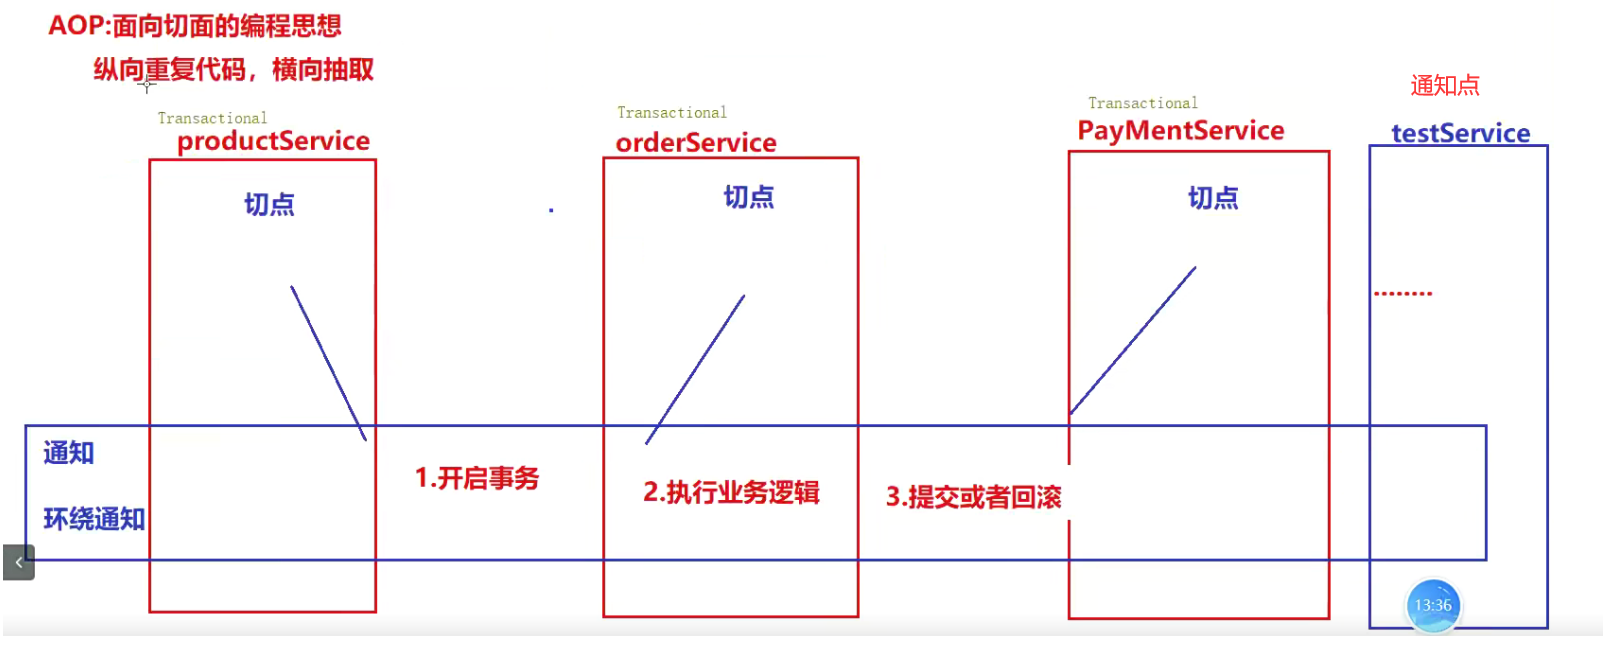 AOP:面向切面的编程思想
纵向重复代码，横向抽取
通知点
Transactional
productService
Transactional
orderService
Transactional
PayMentService
testService
切点
切点
切点
通知
环绕通知
1.开启事务
2.执行业务逻辑
3.提交或者回滚
13:36